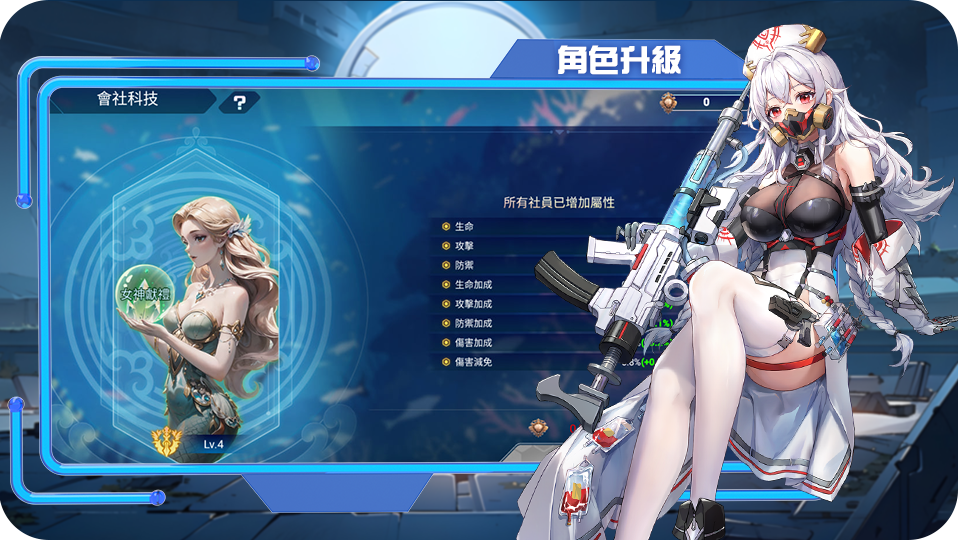 角色升級
會社科技
?
0
所有社員已增加屬性
生命
攻擊
防禦
生命加成
攻擊加成
防禦加成
傷害加成
傷害減免
女神獻禮
Lv.4